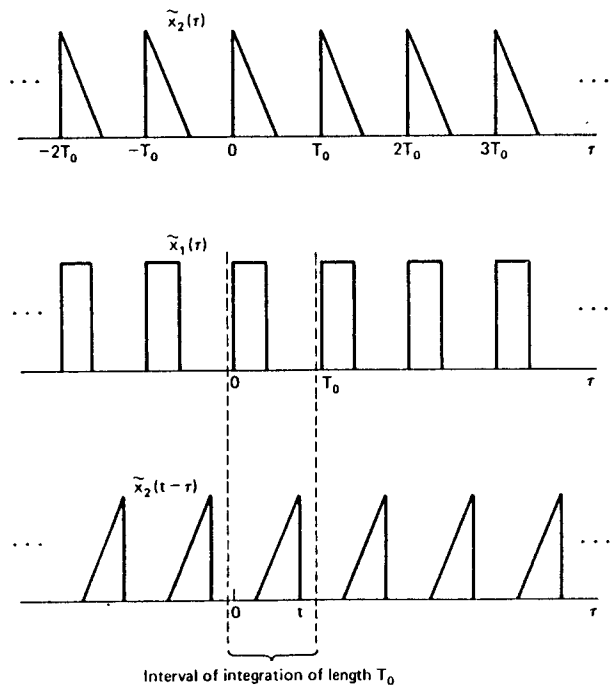 x̃₂(τ)
... ...
−2T₀ −T₀ 0 T₀ 2T₀ 3T₀ τ
x̃₁(τ)
... ...
0 T₀ τ
x̃₂(t − τ)
... ...
0 t τ
Interval of integration of length T₀